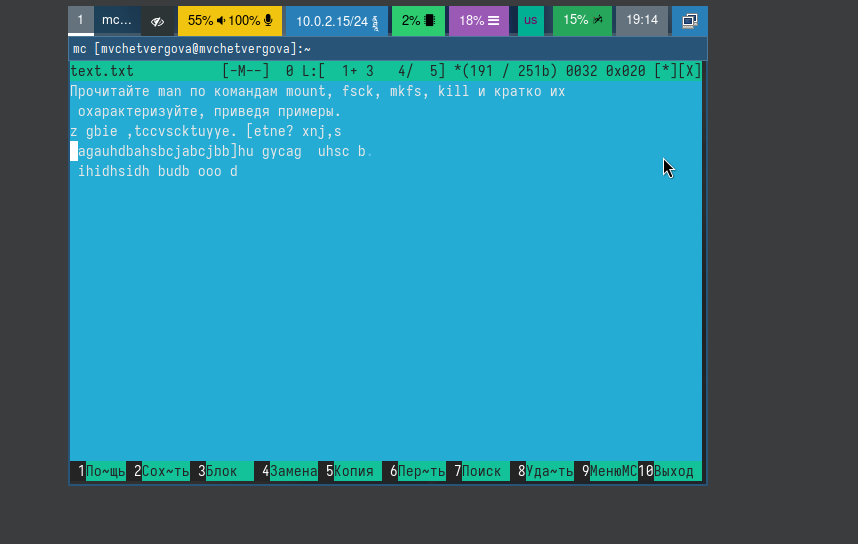 1 mc... 55% 100% 10.0.2.15/24 2% 18% us 15% 19:14
mc [mvchetvergova@mvchetvergova]:~
text.txt [-M--] 0 L:[ 1+ 3 4/ 5] *(191 / 251b) 0032 0x020 [*][X]
Прочитайте man по командам mount, fsck, mkfs, kill и кратко их
охарактеризуйте, приведя примеры.
z gbie ,tccvscktuyye. [etne? xnj,s
agauhdbahsbcjabcjbb]hu gycag  uhsc b.
ihidhsidh budb ooo d
1По~щь 2Сох~ть 3Блок 4Замена 5Копия 6Пер~ть 7Поиск 8Уда~ть 9МенюМС 10Выход